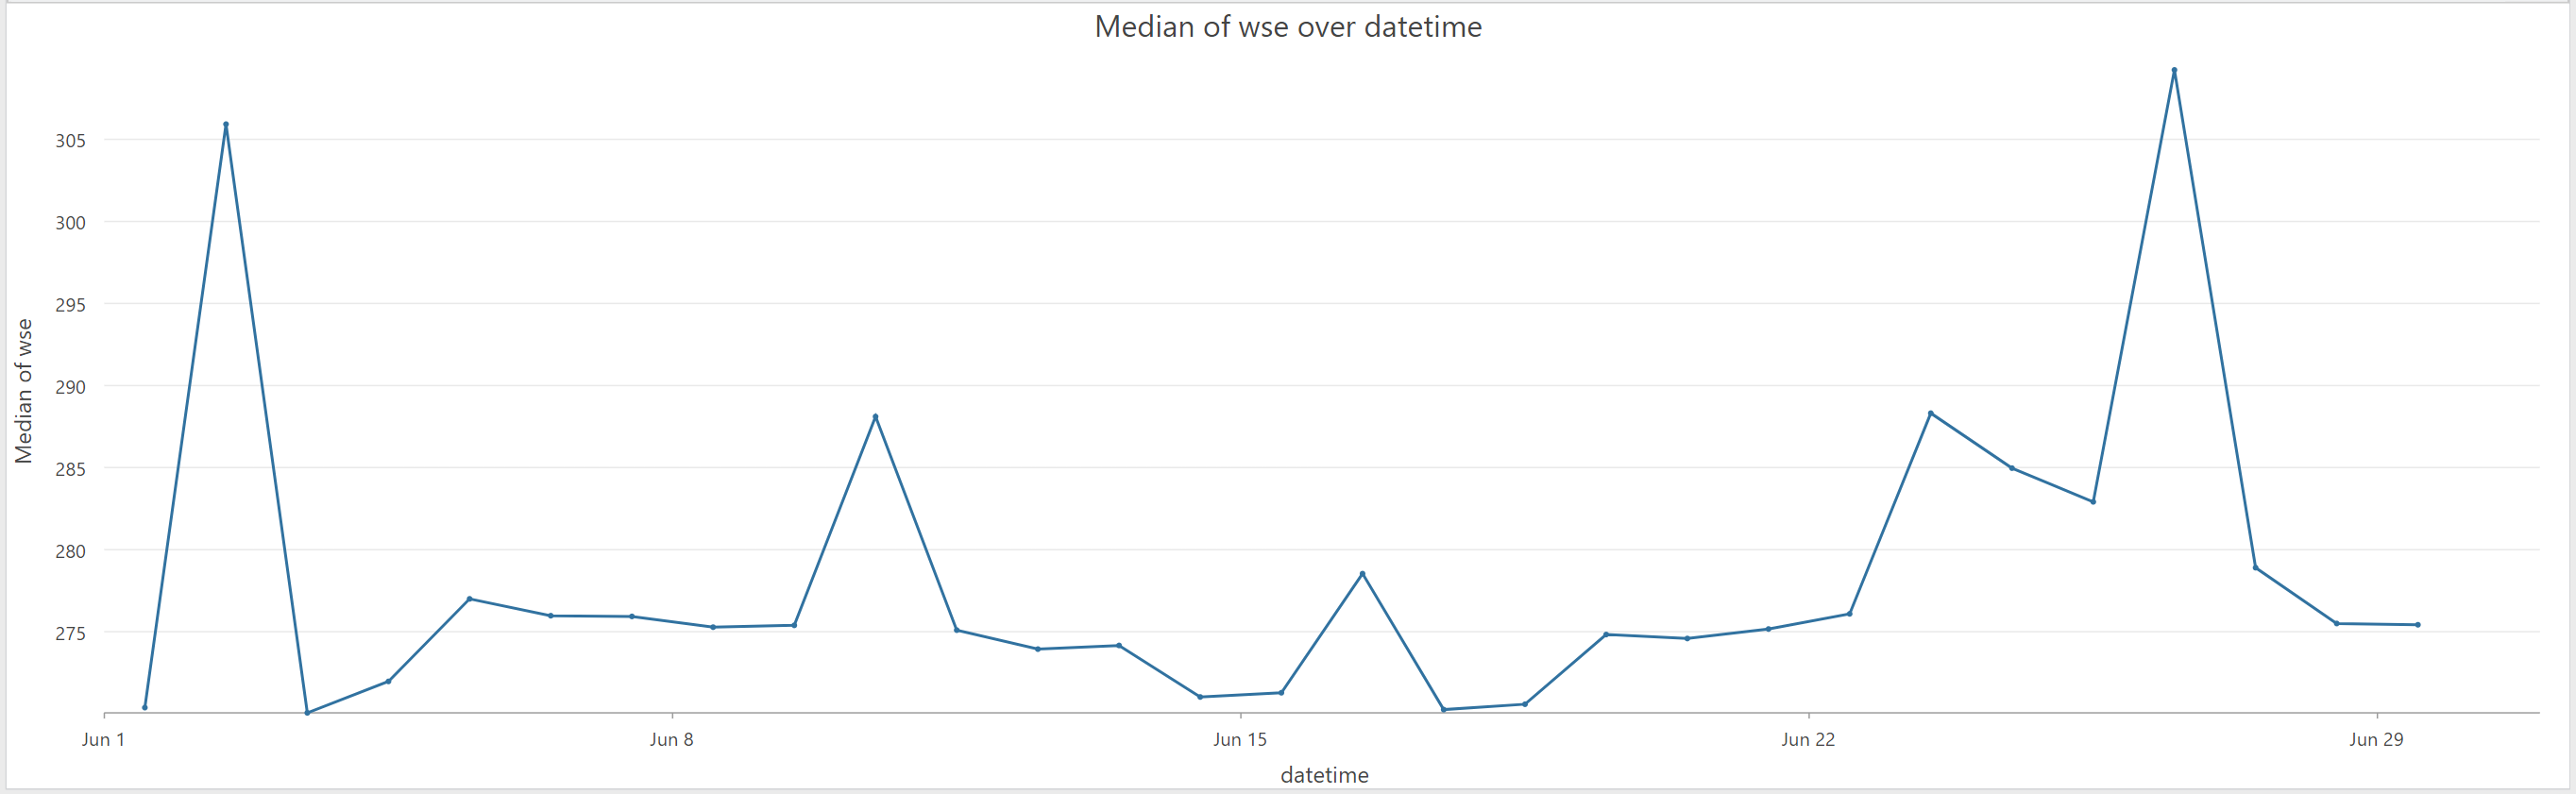 Median of wse over datetime
305
300
295
290
285
280
275
Median of wse
Jun 1
Jun 8
Jun 15
Jun 22
Jun 29
datetime